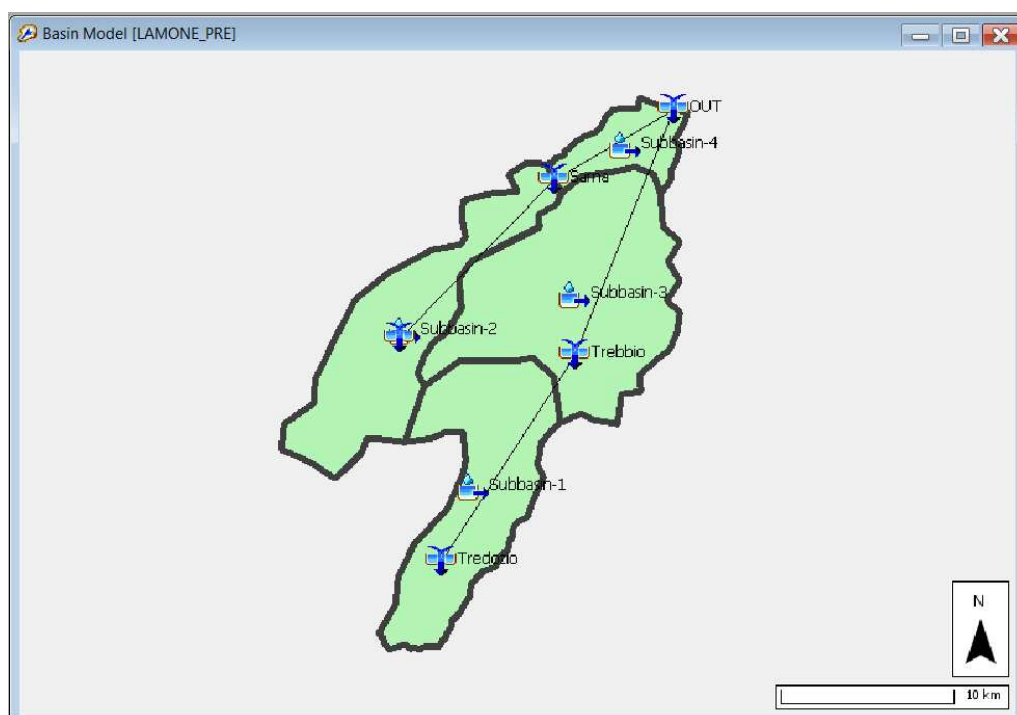 Basin Model [LAMONE_PRE]
OUT
Subbasin-4
Sarna
Subbasin-3
Subbasin-2
Trebbio
Subbasin-1
Tredozio
N
10 km